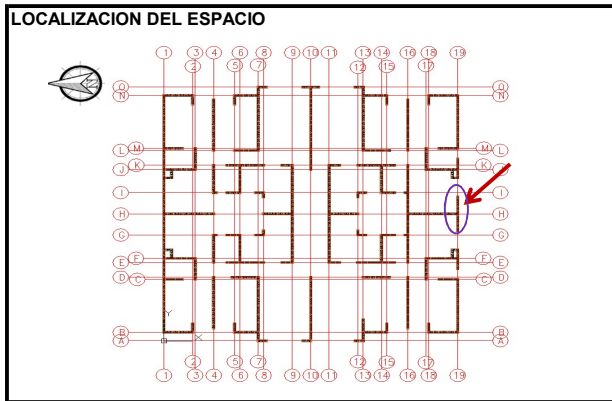 LOCALIZACION DEL ESPACIO
1 3 4 6 8 9 10 11 13 14 16 18 19
2 5 7 12 15 17
O O
N N
M M
L L
K K
J J
I I
H H
G G
F F
E E
D D
C C
B B
A A
Y
X
2 5 7 12 15 17
1 3 4 6 8 9 10 11 13 14 16 18 19